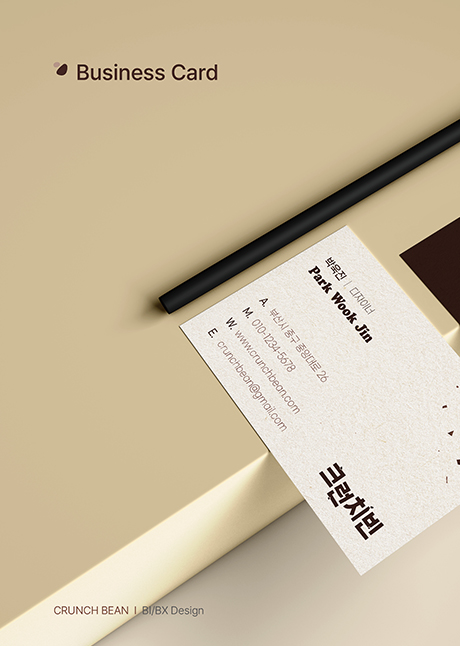 Business Card
박욱진 | 디자이너
Park Wook Jin
A. 부산시 중구 중앙대로 26
M. 010-1234-5678
W. www.crunchbean.com
E. crunchbean@gmail.com
크런치빈
CRUNCH BEAN | BI/BX Design